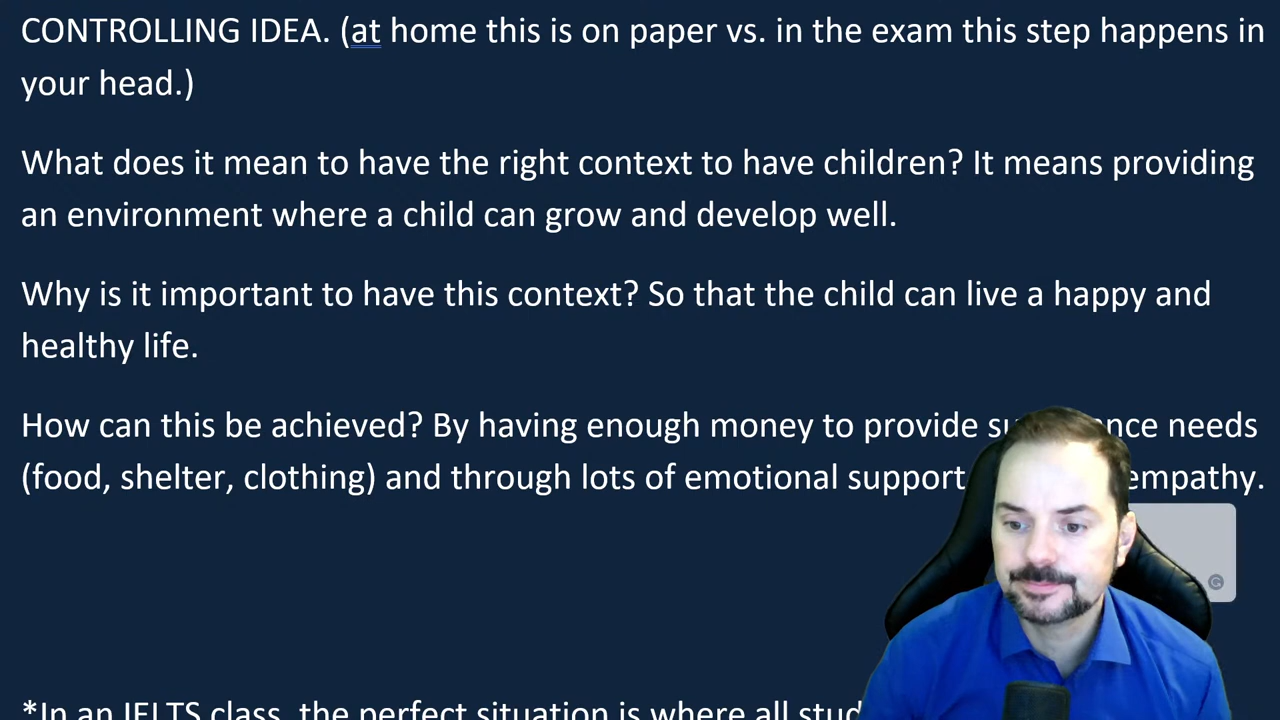 CONTROLLING IDEA. (at home this is on paper vs. in the exam this step happens in
your head.)
What does it mean to have the right context to have children? It means providing
an environment where a child can grow and develop well.
Why is it important to have this context? So that the child can live a happy and
healthy life.
How can this be achieved? By having enough money to provide needs
(food, shelter, clothing) and through lots of emotional support empathy.
*In an IELTS class, the perfect situation is where all